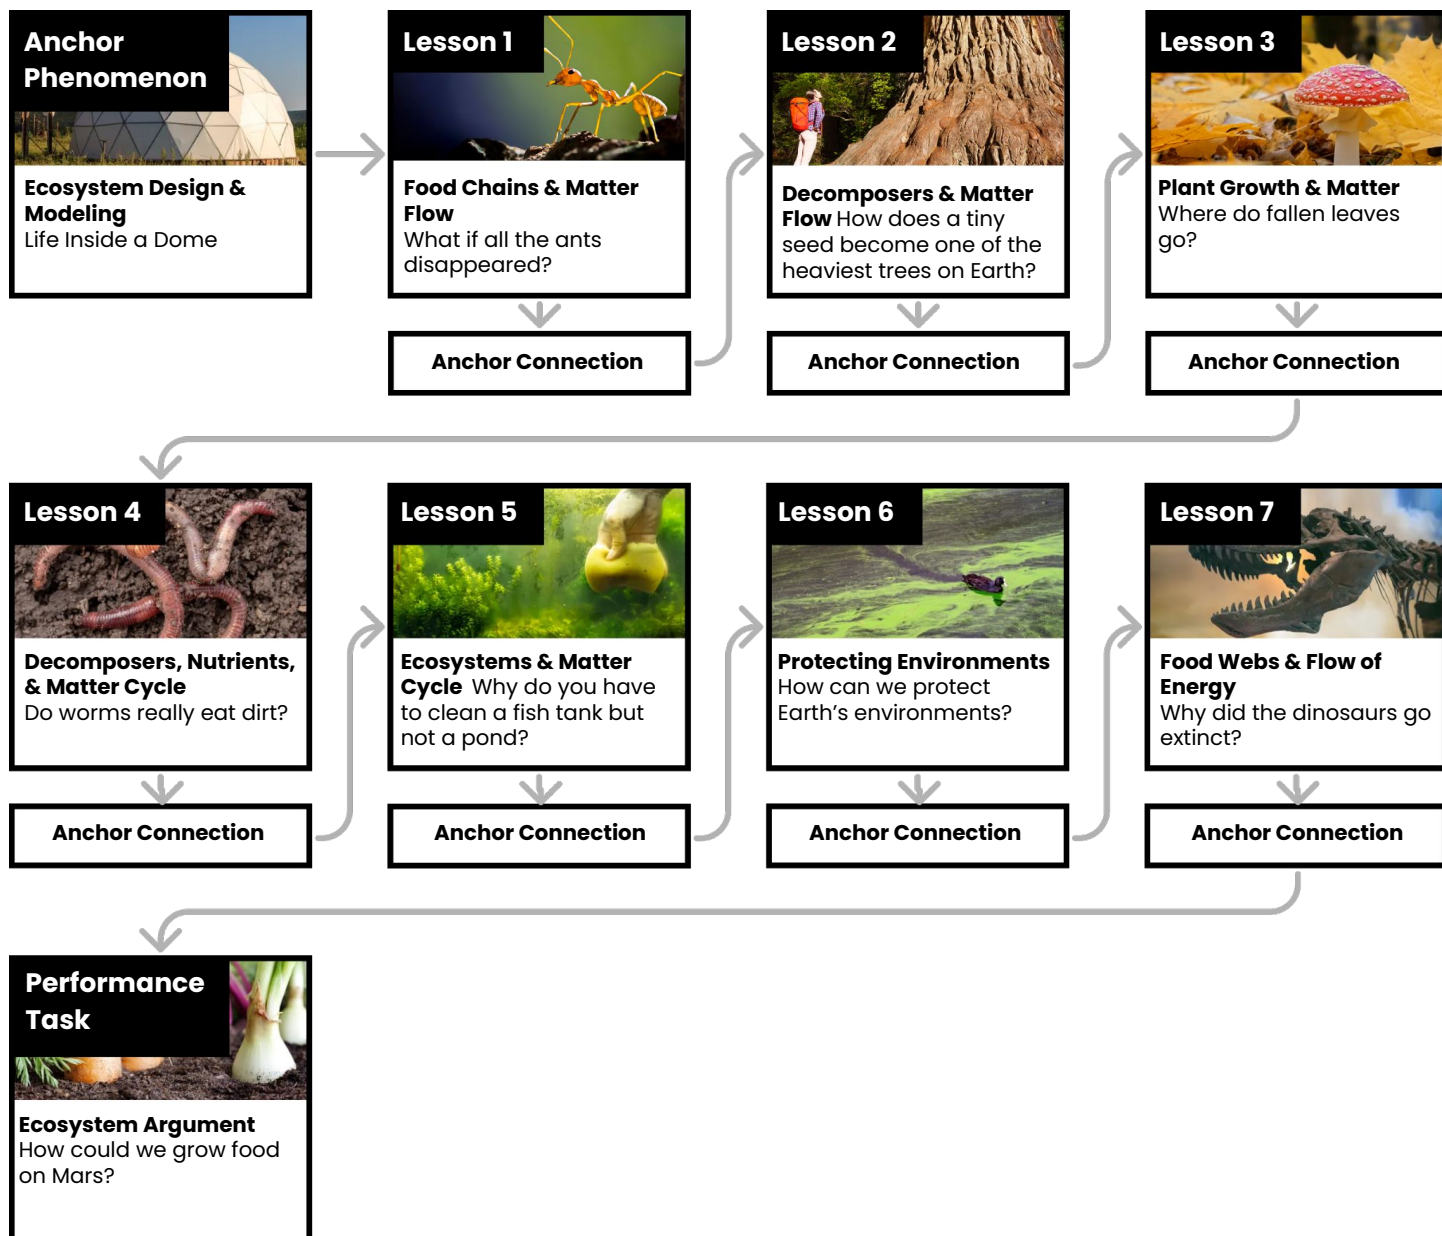 Anchor
Phenomenon
Ecosystem Design &
Modeling
Life Inside a Dome
Lesson 1
Food Chains & Matter
Flow
What if all the ants
disappeared?
Anchor Connection
Lesson 2
Decomposers & Matter
Flow How does a tiny
seed become one of the
heaviest trees on Earth?
Anchor Connection
Lesson 3
Plant Growth & Matter
Where do fallen leaves
go?
Anchor Connection
Lesson 4
Decomposers, Nutrients,
& Matter Cycle
Do worms really eat dirt?
Anchor Connection
Lesson 5
Ecosystems & Matter
Cycle Why do you have
to clean a fish tank but
not a pond?
Anchor Connection
Lesson 6
Protecting Environments
How can we protect
Earth's environments?
Anchor Connection
Lesson 7
Food Webs & Flow of
Energy
Why did the dinosaurs go
extinct?
Anchor Connection
Performance
Task
Ecosystem Argument
How could we grow food
on Mars?